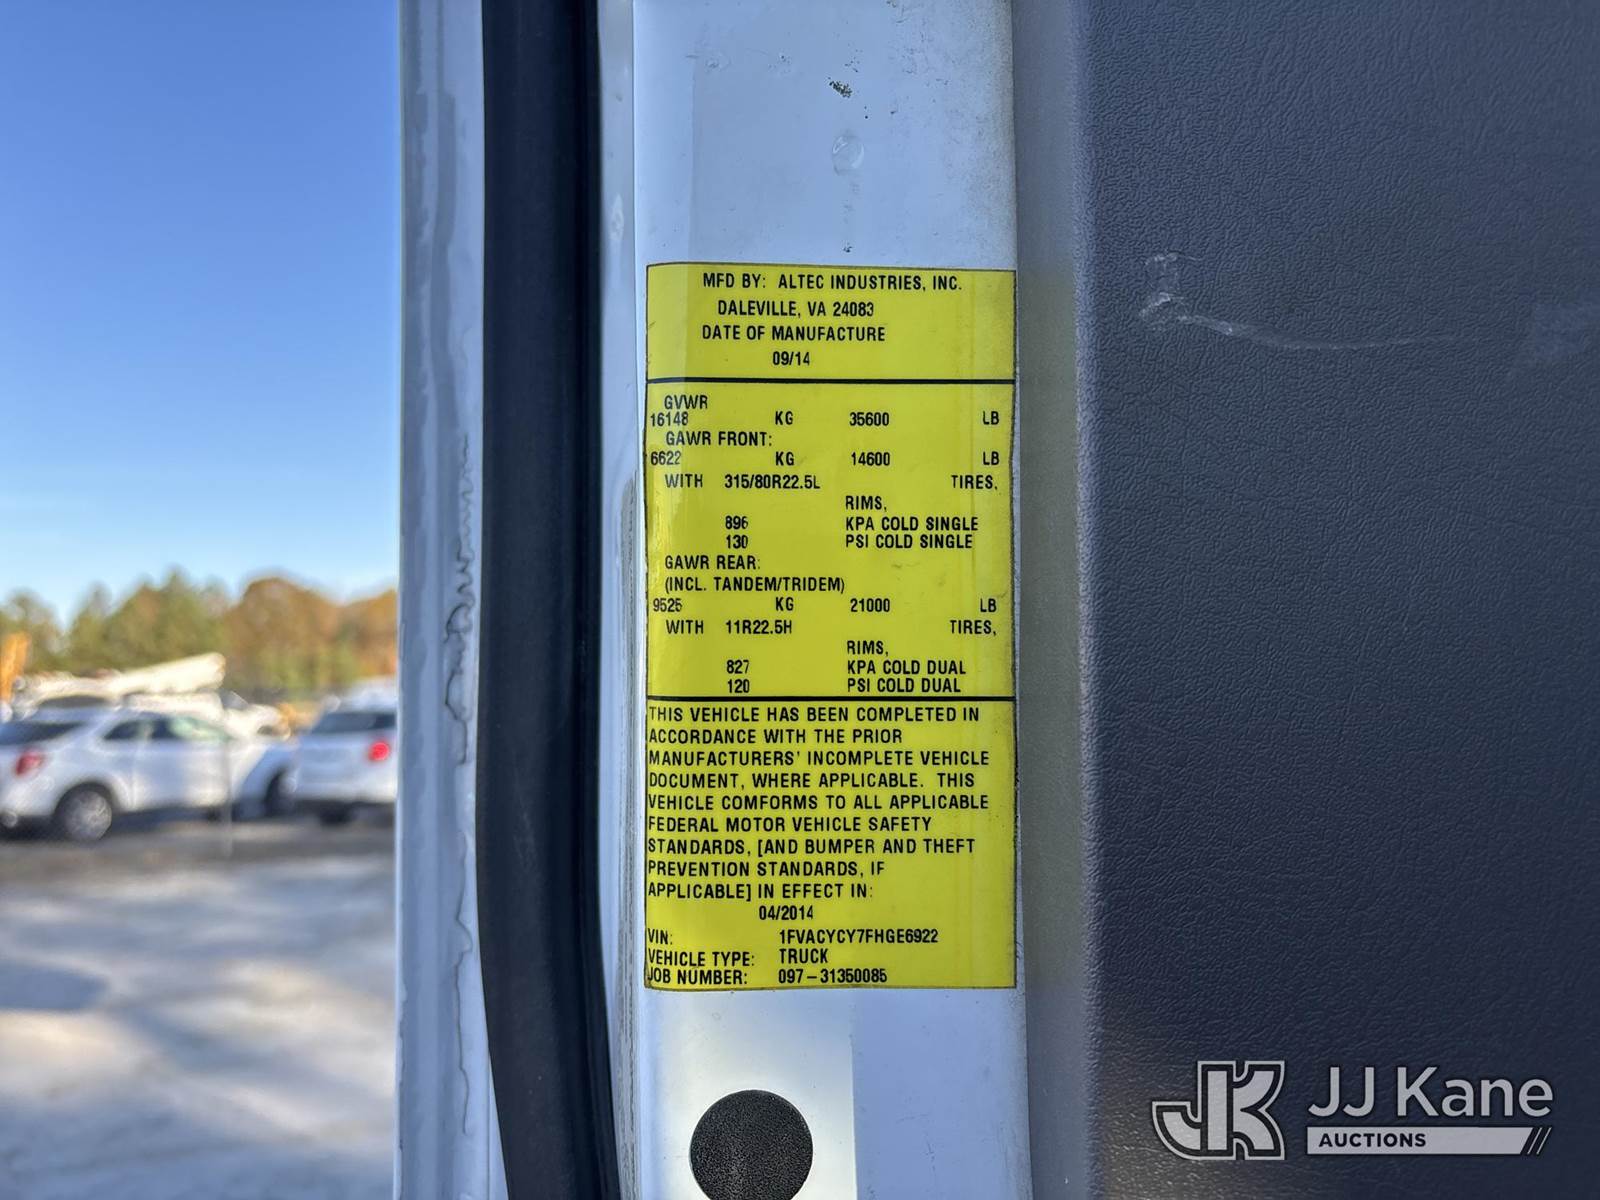 MFD BY: ALTEC INDUSTRIES, INC.
DALEVILLE, VA 24083
DATE OF MANUFACTURE
09/14
GVWR
16148 KG 35600 LB
GAWR FRONT:
6622 KG 14600 LB
WITH 315/80R22.5L TIRES,
RIMS,
896 KPA COLD SINGLE
130 PSI COLD SINGLE
GAWR REAR:
(INCL. TANDEM/TRIDEM)
9525 KG 21000 LB
WITH 11R22.5H TIRES,
RIMS,
827 KPA COLD DUAL
120 PSI COLD DUAL
THIS VEHICLE HAS BEEN COMPLETED IN
ACCORDANCE WITH THE PRIOR
MANUFACTURERS' INCOMPLETE VEHICLE
DOCUMENT, WHERE APPLICABLE. THIS
VEHICLE COMFORMS TO ALL APPLICABLE
FEDERAL MOTOR VEHICLE SAFETY
STANDARDS, [AND BUMPER AND THEFT
PREVENTION STANDARDS, IF
APPLICABLE] IN EFFECT IN:
04/2014
VIN: 1FVACYCY7FHGE6922
VEHICLE TYPE: TRUCK
JOB NUMBER: 097-31350085
JK JJ Kane
AUCTIONS